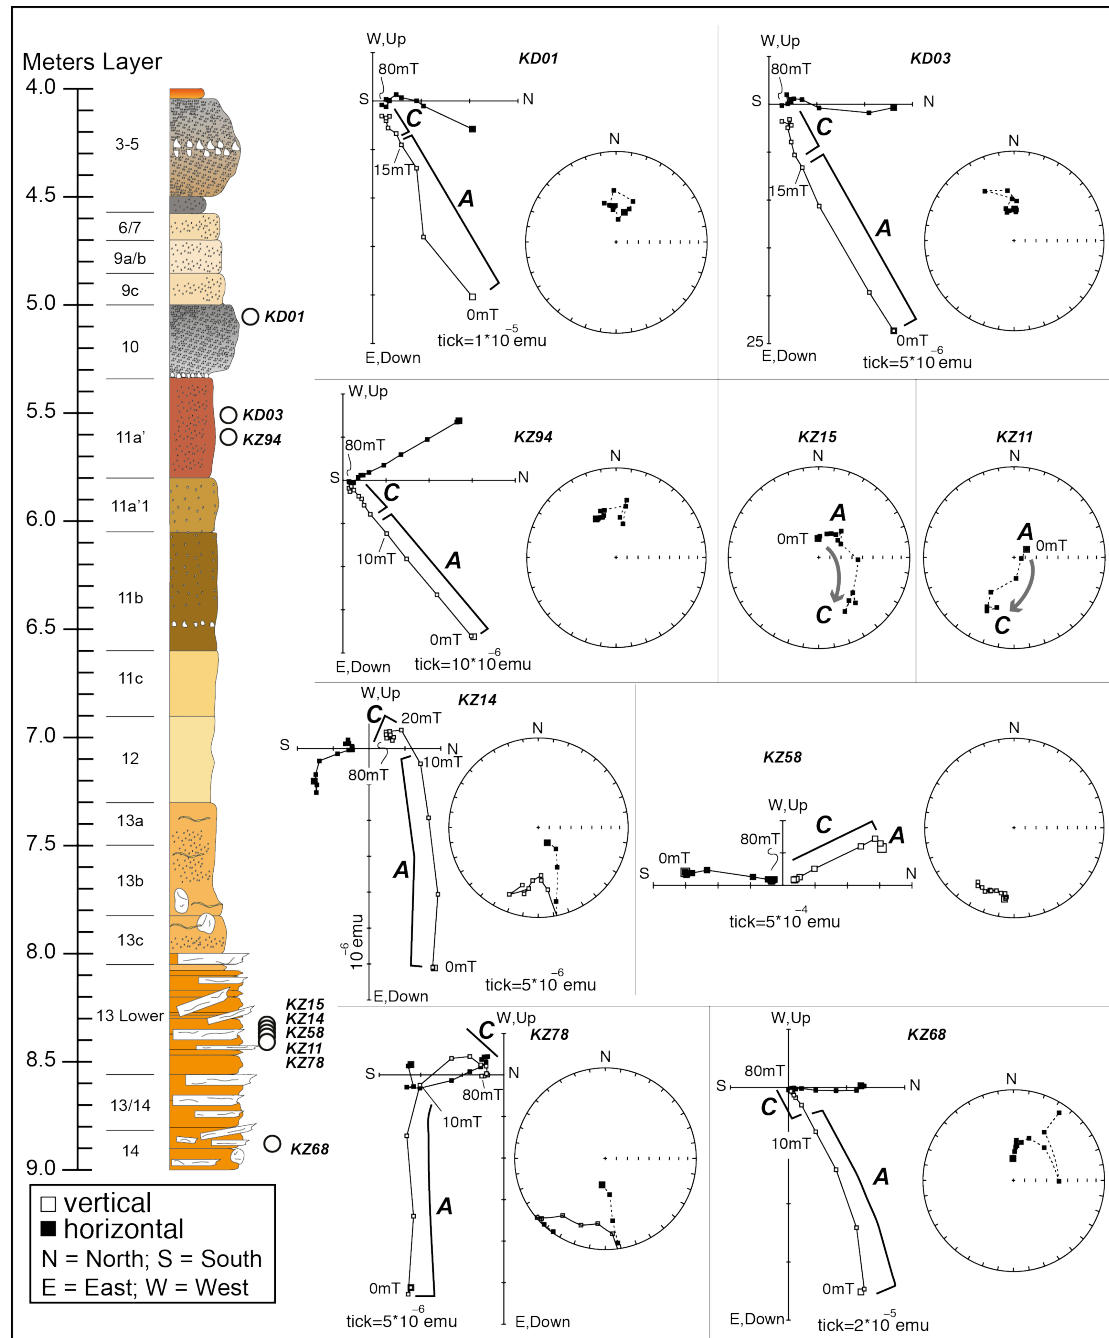 Meters Layer
4.0
3-5
4.5
6/7
9a/b
9c
5.0
KD01
10
5.5
KD03
KZ94
11a'
11a'1
6.0
11b
6.5
11c
7.0
12
13a
7.5
13b
13c
8.0
13 Lower
KZ15
KZ14
KZ58
KZ11
KZ78
8.5
13/14
14
KZ68
9.0
vertical
horizontal
N = North; S = South
E = East; W = West
W,Up
KD01
80mT
S
N
C
15mT
A
0mT
tick=1*10-5 emu
E,Down
N
W,Up
KD03
80mT
S
N
C
15mT
A
0mT
25
E,Down
tick=5*10-6 emu
N
W,Up
KZ94
80mT
S
N
C
10mT
A
0mT
E,Down
tick=10*10-6 emu
N
KZ15
N
A
0mT
C
KZ11
N
A
0mT
C
W,Up
KZ14
C
20mT
S
N
10mT
80mT
A
10-6 emu
0mT
E,Down
tick=5*10-6 emu
N
KZ58
W,Up
C
A
80mT
0mT
S
N
tick=5*10-4 emu
N
C
W,Up
KZ78
S
N
80mT
10mT
A
0mT
tick=5*10-6 emu
E,Down
N
W,Up
KZ68
80mT
S
N
C
10mT
A
0mT
E,Down
tick=2*10-5 emu
N